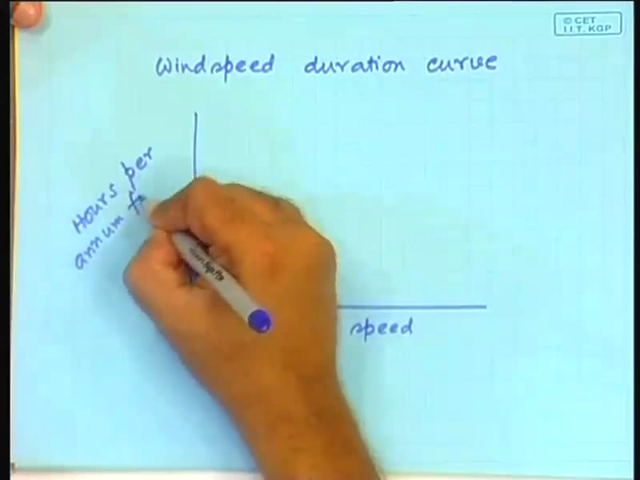 © CET
I.I.T. KGP
Windspeed duration curve
Hours per
annum
speed